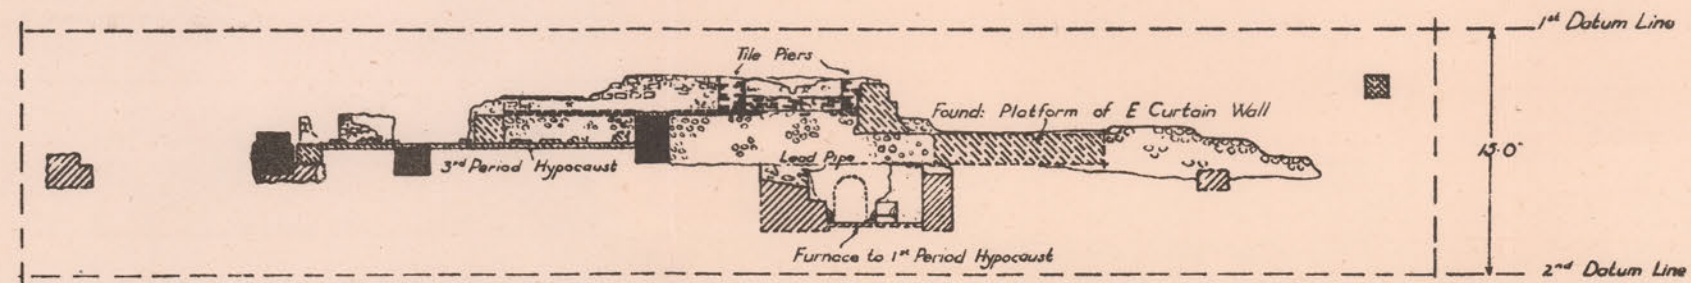 1st Datum Line
Tile Piers
Found: Platform of E Curtain Wall
15·0"
Lead Pipe
3rd Period Hypocaust
Furnace to 1st Period Hypocaust
2nd Datum Line